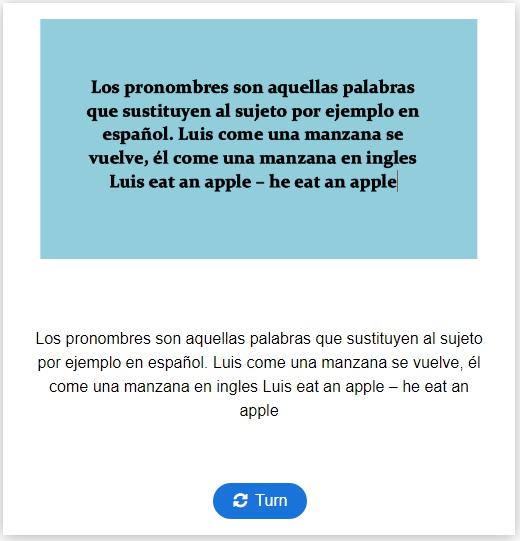 Los pronombres son aquellas palabras
que sustituyen al sujeto por ejemplo en
español. Luis come una manzana se
vuelve, él come una manzana en ingles
Luis eat an apple – he eat an apple
Los pronombres son aquellas palabras que sustituyen al sujeto
por ejemplo en español. Luis come una manzana se vuelve, él
come una manzana en ingles Luis eat an apple – he eat an
apple
Turn